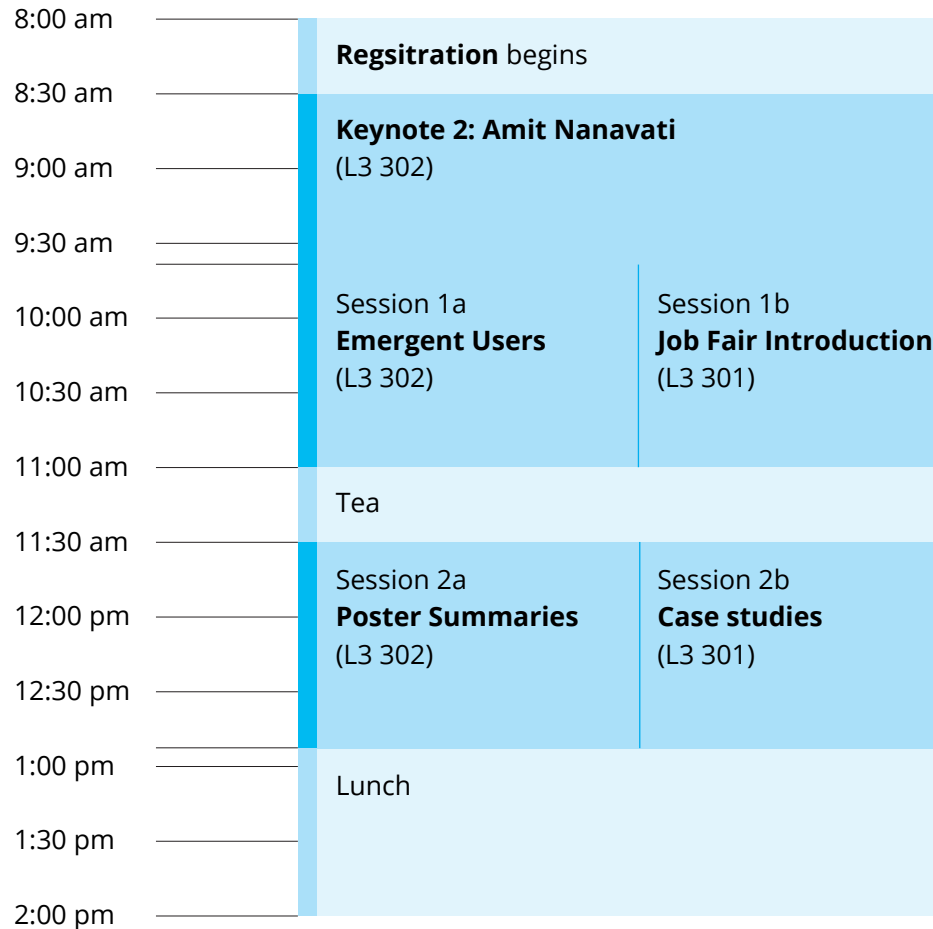 8:00 am
Regsitration begins
8:30 am
Keynote 2: Amit Nanavati
(L3 302)
9:00 am
9:30 am
Session 1a
Emergent Users
(L3 302)
Session 1b
Job Fair Introduction
(L3 301)
10:00 am
10:30 am
11:00 am
Tea
11:30 am
Session 2a
Poster Summaries
(L3 302)
Session 2b
Case studies
(L3 301)
12:00 pm
12:30 pm
1:00 pm
Lunch
1:30 pm
2:00 pm